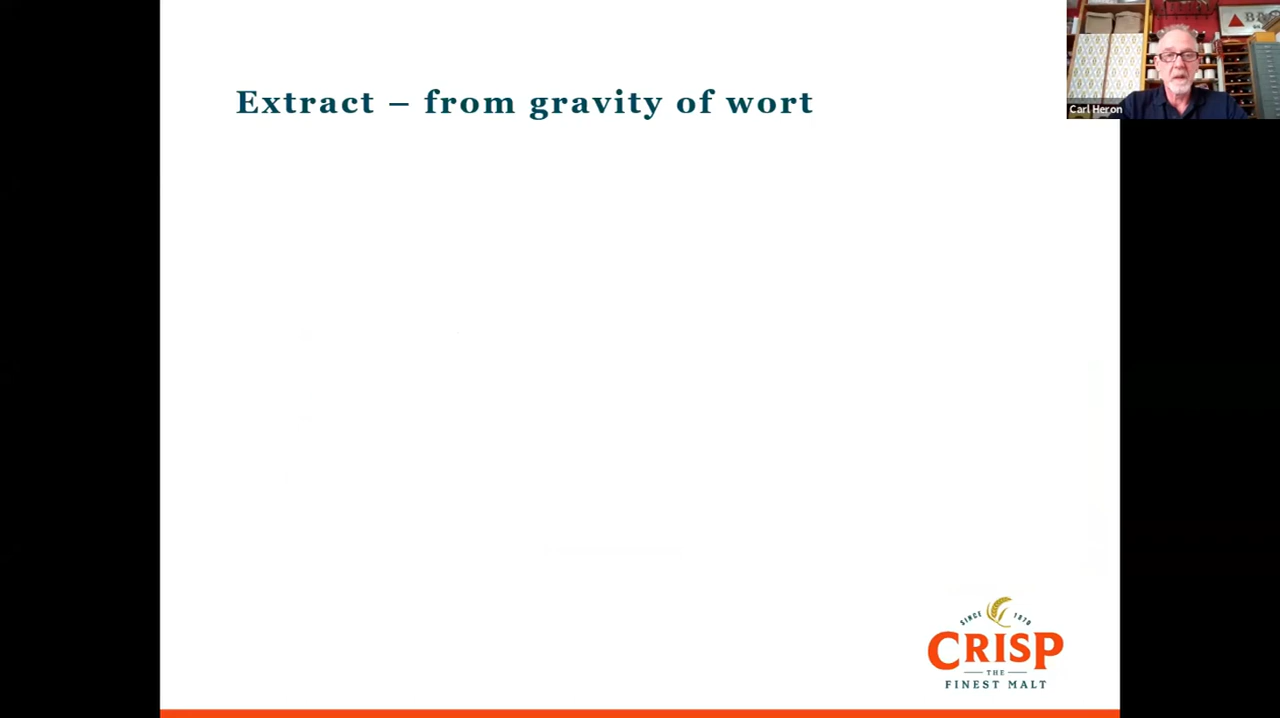 Extract – from gravity of wort
Carl Heron
SINCE 1870
CRISP
THE
FINEST MALT